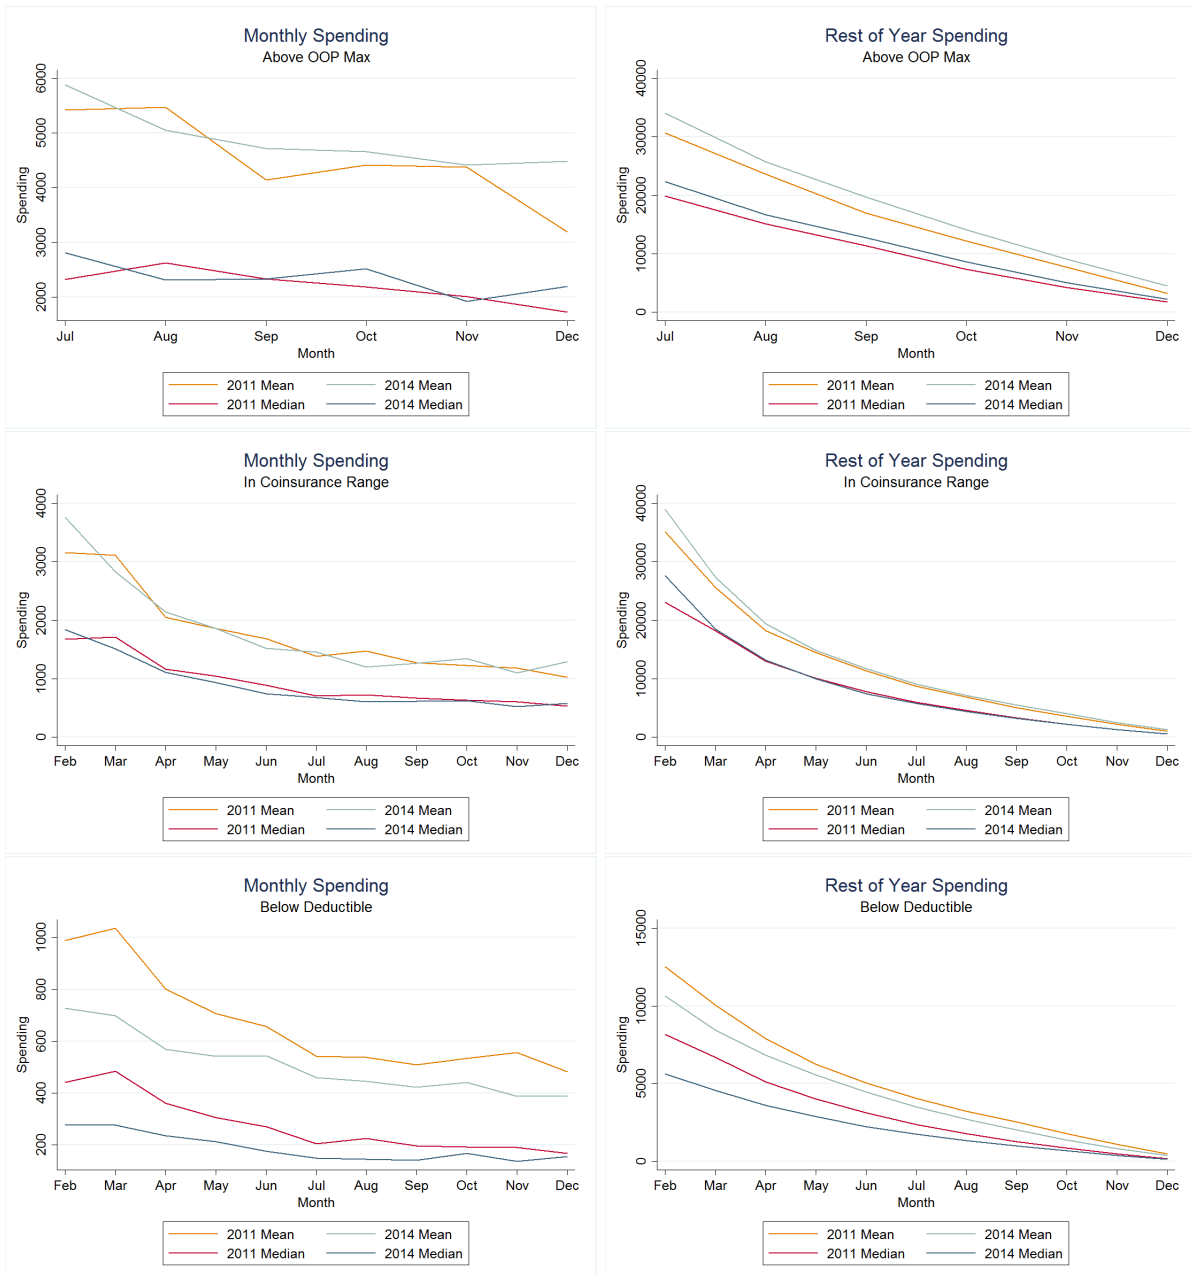 Monthly Spending
Above OOP Max
Spending
6000
5000
4000
3000
2000
Jul Aug Sep Oct Nov Dec
Month
2011 Mean 2014 Mean
2011 Median 2014 Median
Rest of Year Spending
Above OOP Max
Spending
40000
30000
20000
10000
0
Jul Aug Sep Oct Nov Dec
Month
2011 Mean 2014 Mean
2011 Median 2014 Median
Monthly Spending
In Coinsurance Range
Spending
4000
3000
2000
1000
0
Feb Mar Apr May Jun Jul Aug Sep Oct Nov Dec
Month
2011 Mean 2014 Mean
2011 Median 2014 Median
Rest of Year Spending
In Coinsurance Range
Spending
40000
30000
20000
10000
0
Feb Mar Apr May Jun Jul Aug Sep Oct Nov Dec
Month
2011 Mean 2014 Mean
2011 Median 2014 Median
Monthly Spending
Below Deductible
Spending
1000
800
600
400
200
Feb Mar Apr May Jun Jul Aug Sep Oct Nov Dec
Month
2011 Mean 2014 Mean
2011 Median 2014 Median
Rest of Year Spending
Below Deductible
Spending
15000
10000
5000
0
Feb Mar Apr May Jun Jul Aug Sep Oct Nov Dec
Month
2011 Mean 2014 Mean
2011 Median 2014 Median